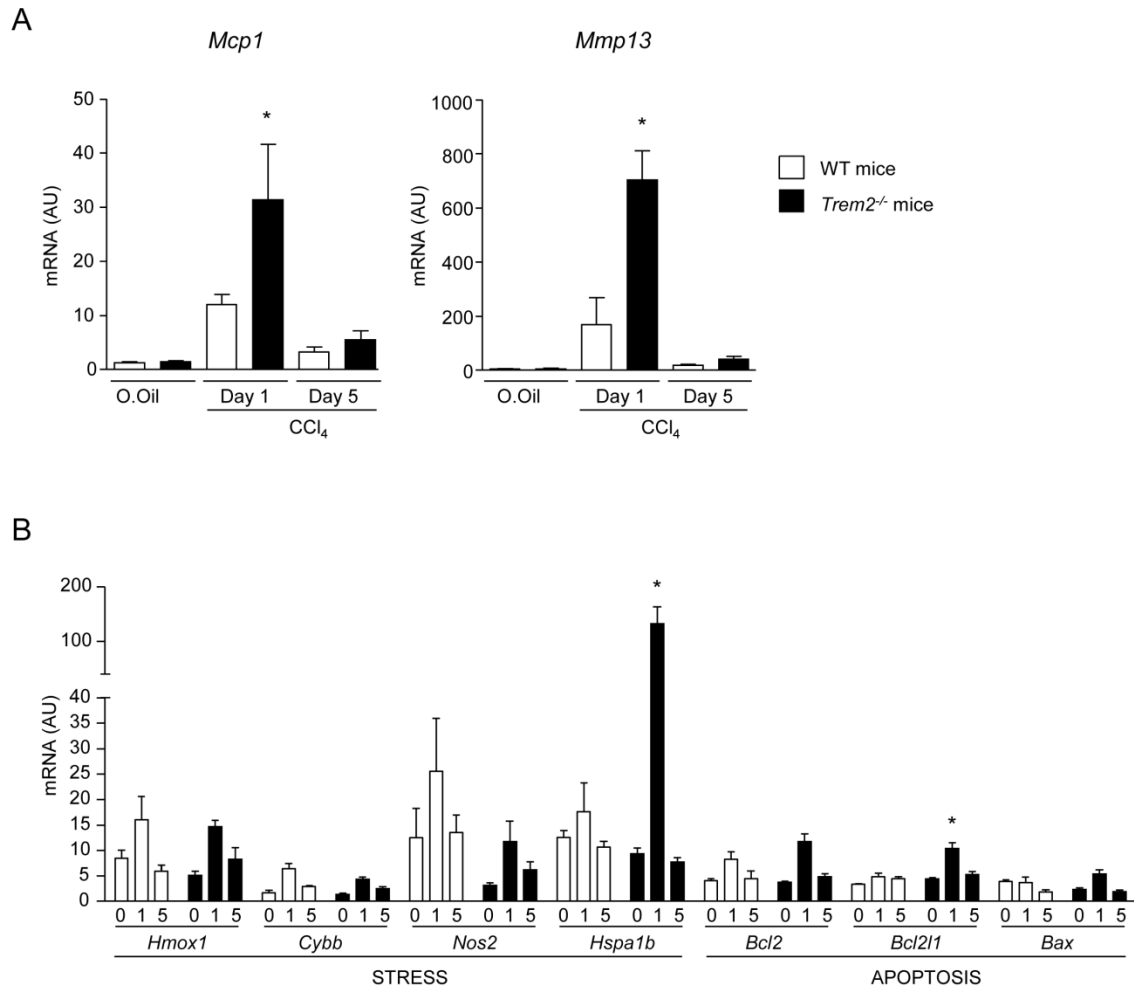 A
Mcp1
Mmp13
mRNA (AU)
50
40
30
20
10
0
*
O.Oil
Day 1
Day 5
CCl₄
mRNA (AU)
1000
800
600
400
200
0
*
O.Oil
Day 1
Day 5
CCl₄
WT mice
Trem2⁻/⁻ mice
B
mRNA (AU)
200
100
40
35
30
25
20
15
10
5
0
*
*
0 1 5 0 1 5 0 1 5 0 1 5 0 1 5 0 1 5 0 1 5 0 1 5 0 1 5 0 1 5 0 1 5 0 1 5 0 1 5 0 1 5
Hmox1 Cybb Nos2 Hspa1b Bcl2 Bcl2l1 Bax
STRESS APOPTOSIS